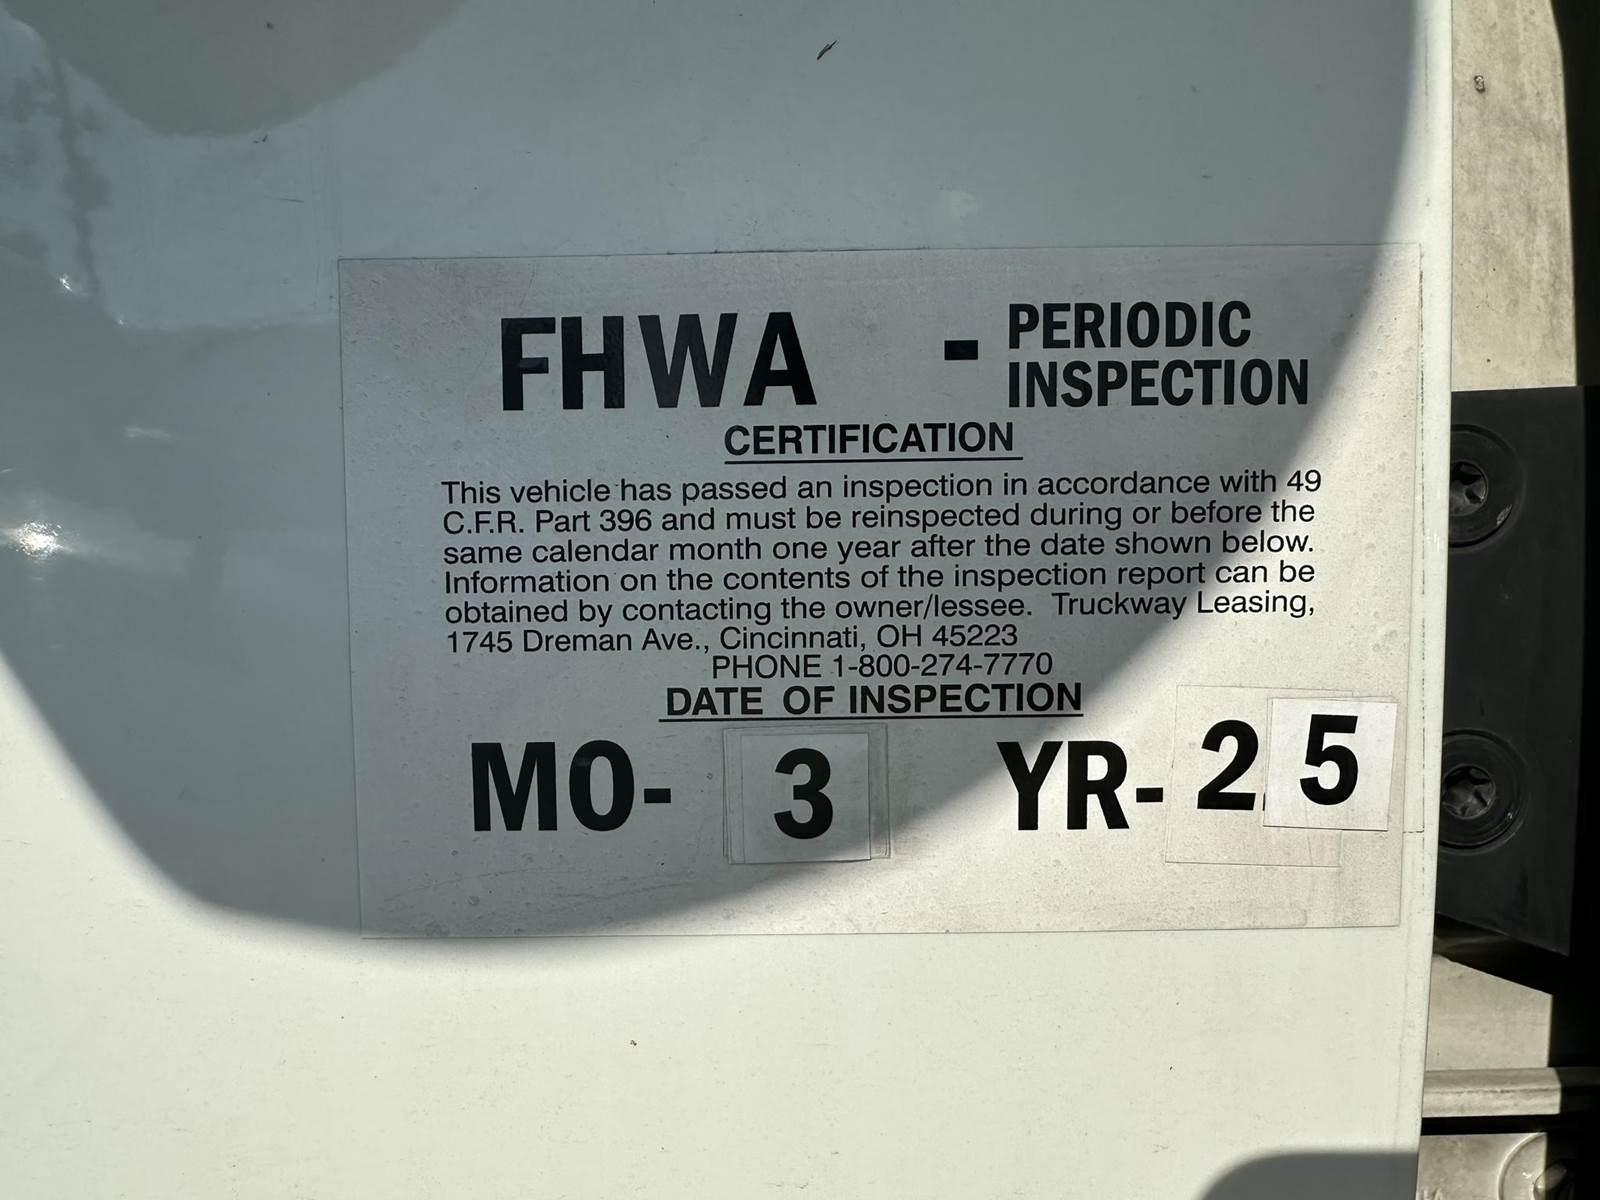 FHWA - PERIODIC
INSPECTION
CERTIFICATION
This vehicle has passed an inspection in accordance with 49
C.F.R. Part 396 and must be reinspected during or before the
same calendar month one year after the date shown below.
Information on the contents of the inspection report can be
obtained by contacting the owner/lessee. Truckway Leasing,
1745 Dreman Ave., Cincinnati, OH 45223
PHONE 1-800-274-7770
DATE OF INSPECTION
MO- 3 YR- 25